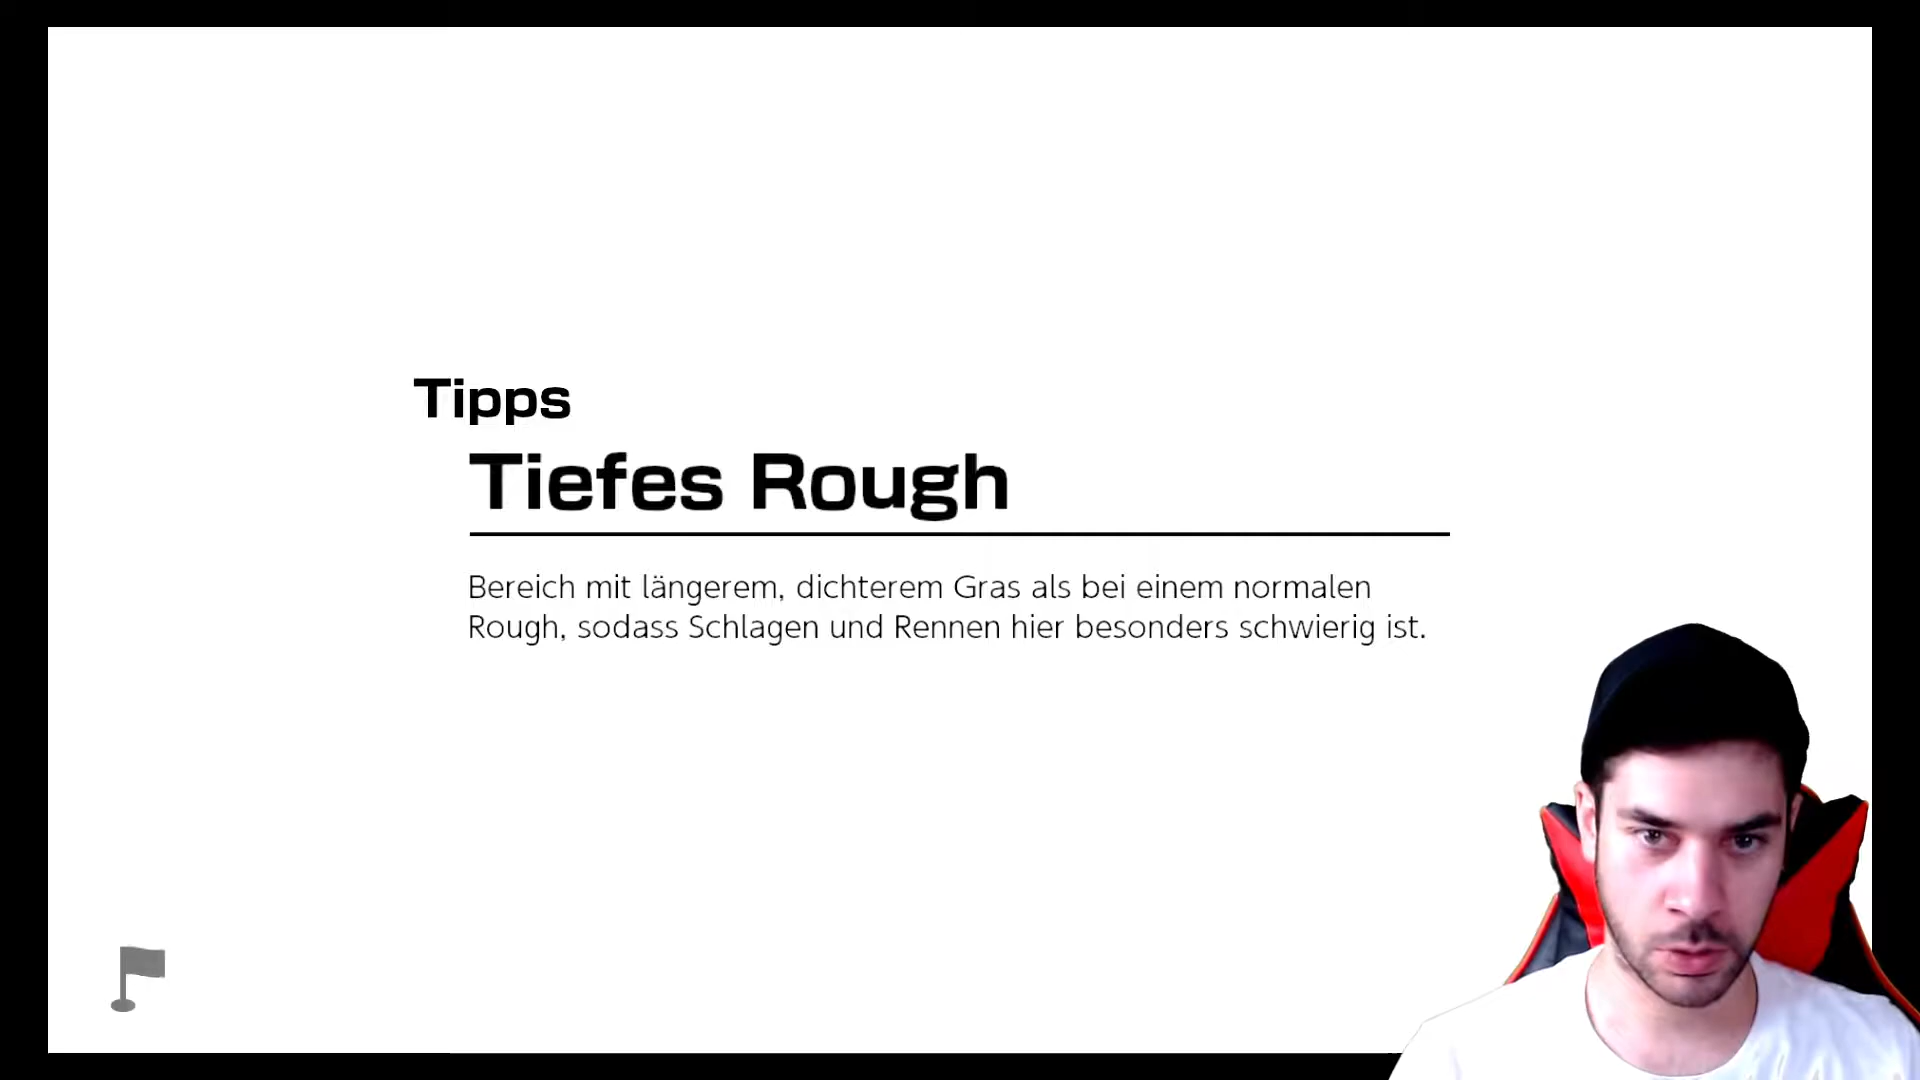 Tipps
Tiefes Rough
Bereich mit längerem, dichterem Gras als bei einem normalen
Rough, sodass Schlagen und Rennen hier besonders schwierig ist.